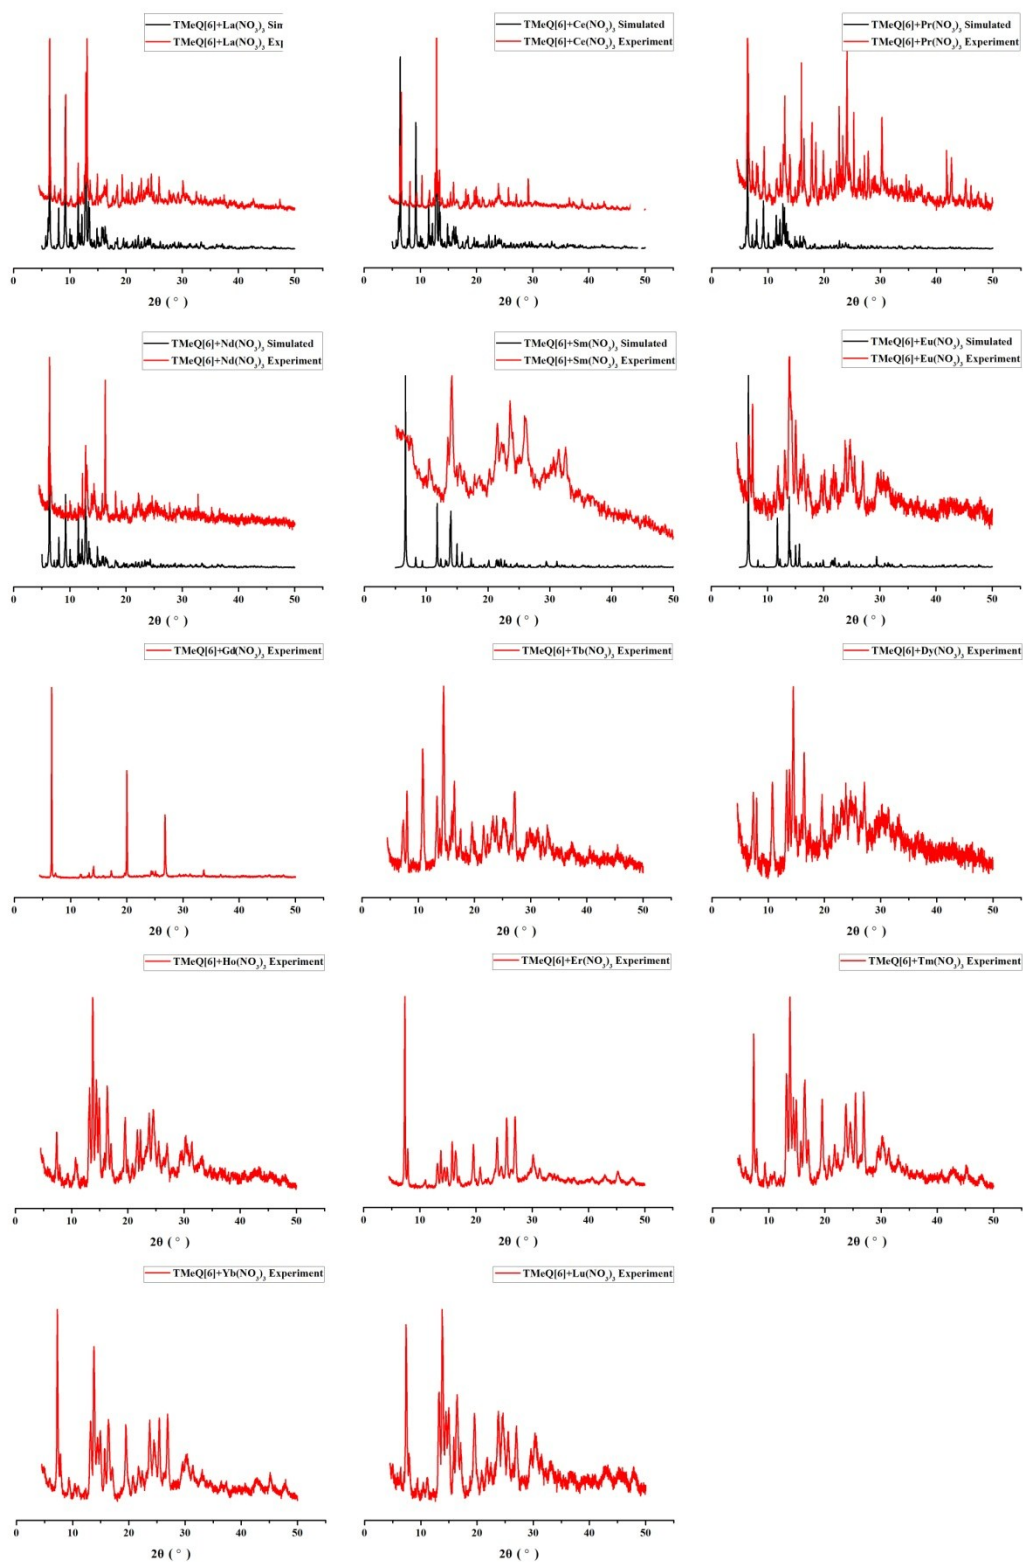 TMeQ[6]+La(NO₃)₃ Sim
TMeQ[6]+La(NO₃)₃ Exp
0 10 20 30 40 50
2θ ( ° )
TMeQ[6]+Ce(NO₃)₃ Simulated
TMeQ[6]+Ce(NO₃)₃ Experiment
0 10 20 30 40 50
2θ ( ° )
TMeQ[6]+Pr(NO₃)₃ Simulated
TMeQ[6]+Pr(NO₃)₃ Experiment
0 10 20 30 40 50
2θ ( ° )
TMeQ[6]+Nd(NO₃)₃ Simulated
TMeQ[6]+Nd(NO₃)₃ Experiment
0 10 20 30 40 50
2θ ( ° )
TMeQ[6]+Sm(NO₃)₃ Simulated
TMeQ[6]+Sm(NO₃)₃ Experiment
10 20 30 40 50
2θ ( ° )
TMeQ[6]+Eu(NO₃)₃ Simulated
TMeQ[6]+Eu(NO₃)₃ Experiment
0 10 20 30 40 50
2θ ( ° )
TMeQ[6]+Gd(NO₃)₃ Experiment
0 10 20 30 40 50
2θ ( ° )
TMeQ[6]+Tb(NO₃)₃ Experiment
0 10 20 30 40 50
2θ ( ° )
TMeQ[6]+Dy(NO₃)₃ Experiment
0 10 20 30 40 50
2θ ( ° )
TMeQ[6]+Ho(NO₃)₃ Experiment
0 10 20 30 40 50
2θ ( ° )
TMeQ[6]+Er(NO₃)₃ Experiment
0 10 20 30 40 50
2θ ( ° )
TMeQ[6]+Tm(NO₃)₃ Experiment
0 10 20 30 40 50
2θ ( ° )
TMeQ[6]+Yb(NO₃)₃ Experiment
0 10 20 30 40 50
2θ ( ° )
TMeQ[6]+Lu(NO₃)₃ Experiment
0 10 20 30 40 50
2θ ( ° )